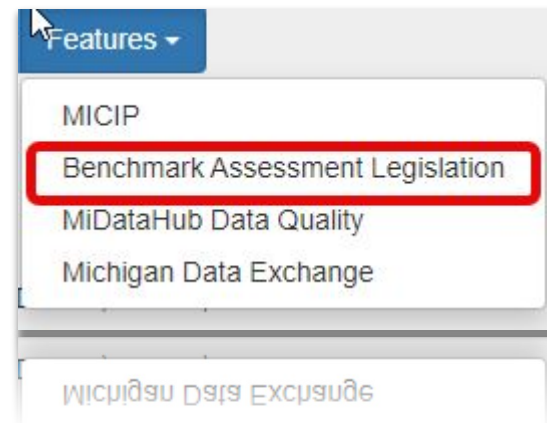 Features
MICIP
Benchmark Assessment Legislation
MiDataHub Data Quality
Michigan Data Exchange
Michigan Data Exchange